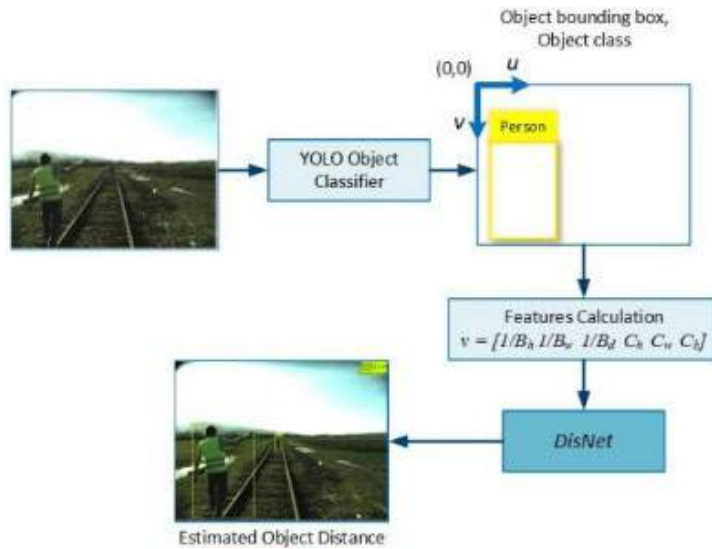 Object bounding box,
Object class
(0,0)
u
v
Person
YOLO Object
Classifier
Features Calculation
v = [1/Bh 1/Bw 1/Bd Ch Cw Cb]
DisNet
Estimated Object Distance